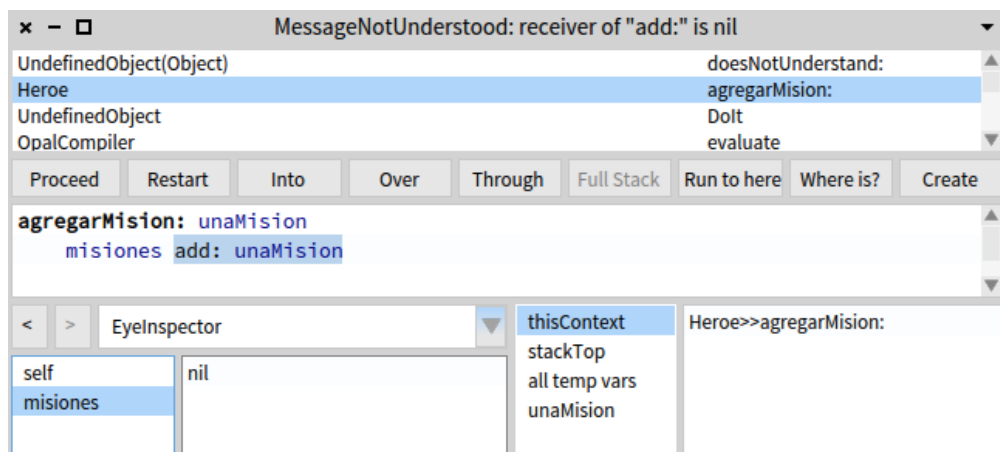 MessageNotUnderstood: receiver of "add:" is nil
UndefinedObject(Object) doesNotUnderstand:
Heroe agregarMision:
UndefinedObject DoIt
OpalCompiler evaluate
Proceed Restart Into Over Through Full Stack Run to here Where is? Create
agregarMision: unaMision
misiones add: unaMision
< > EyeInspector
self
misiones
nil
thisContext
stackTop
all temp vars
unaMision
Heroe>>agregarMision: